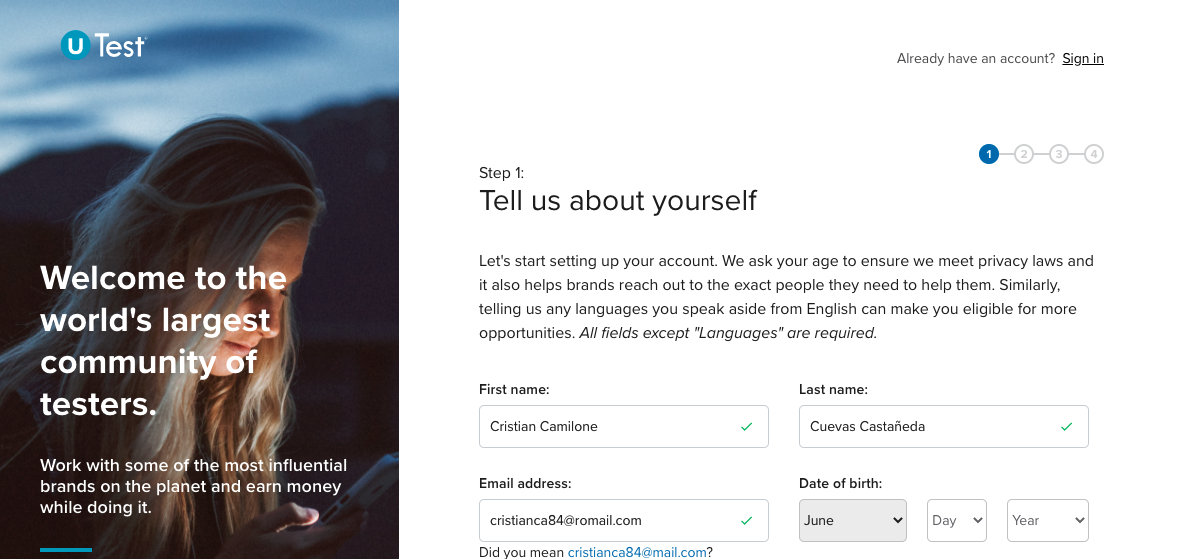 U Test
Already have an account? Sign in
1 2 3 4
Step 1:
Tell us about yourself
Let's start setting up your account. We ask your age to ensure we meet privacy laws and
it also helps brands reach out to the exact people they need to help them. Similarly,
telling us any languages you speak aside from English can make you eligible for more
opportunities. All fields except "Languages" are required.
Welcome to the
world's largest
community of
testers.
Work with some of the most influential
brands on the planet and earn money
while doing it.
First name:
Last name:
Cristian Camilone
Cuevas Castañeda
Email address:
Date of birth:
cristianca84@romail.com
June
Day
Year
Did you mean cristianca84@mail.com?